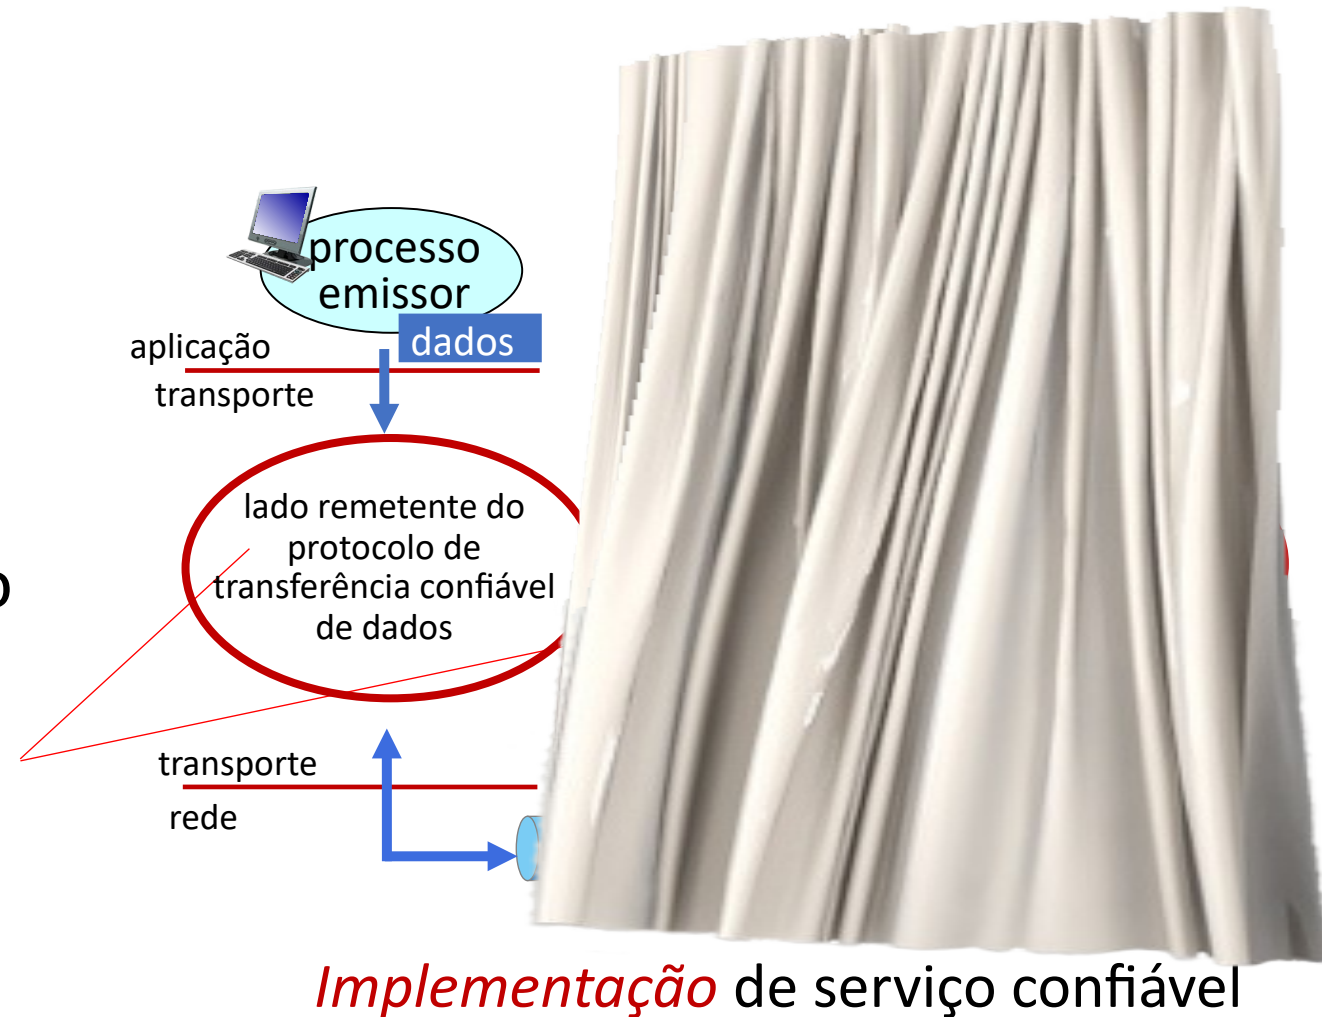 processo
emissor
dados
aplicação
transporte
lado remetente do
protocolo de
transferência confiável
de dados
transporte
rede
Implementação de serviço confiável